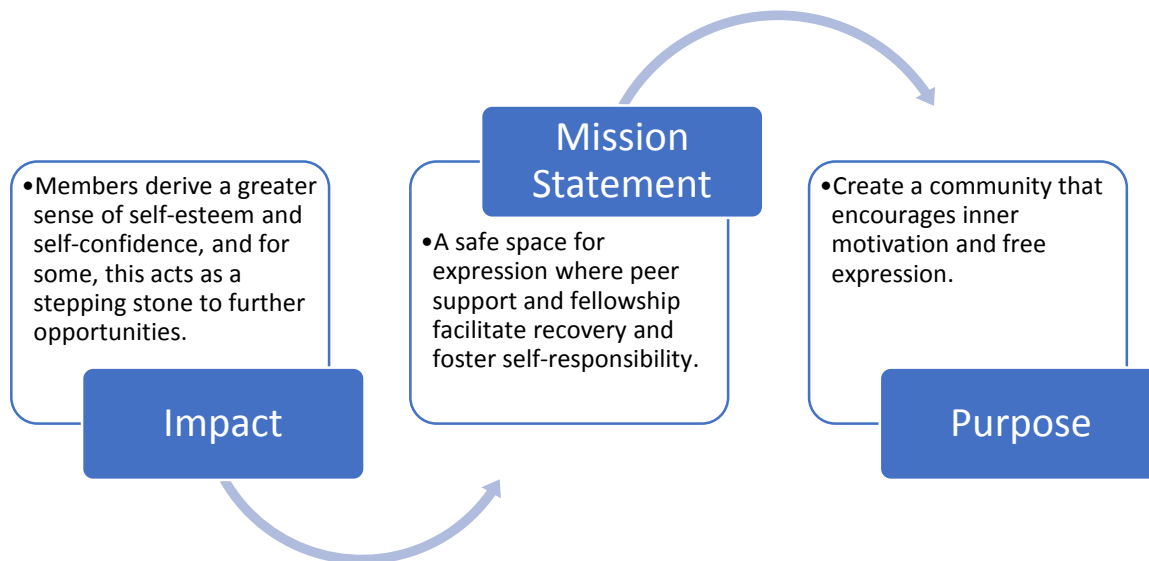 •Members derive a greater
sense of self-esteem and
self-confidence, and for
some, this acts as a
stepping stone to further
opportunities.
Impact
Mission
Statement
•A safe space for
expression where peer
support and fellowship
facilitate recovery and
foster self-responsibility.
•Create a community that
encourages inner
motivation and free
expression.
Purpose